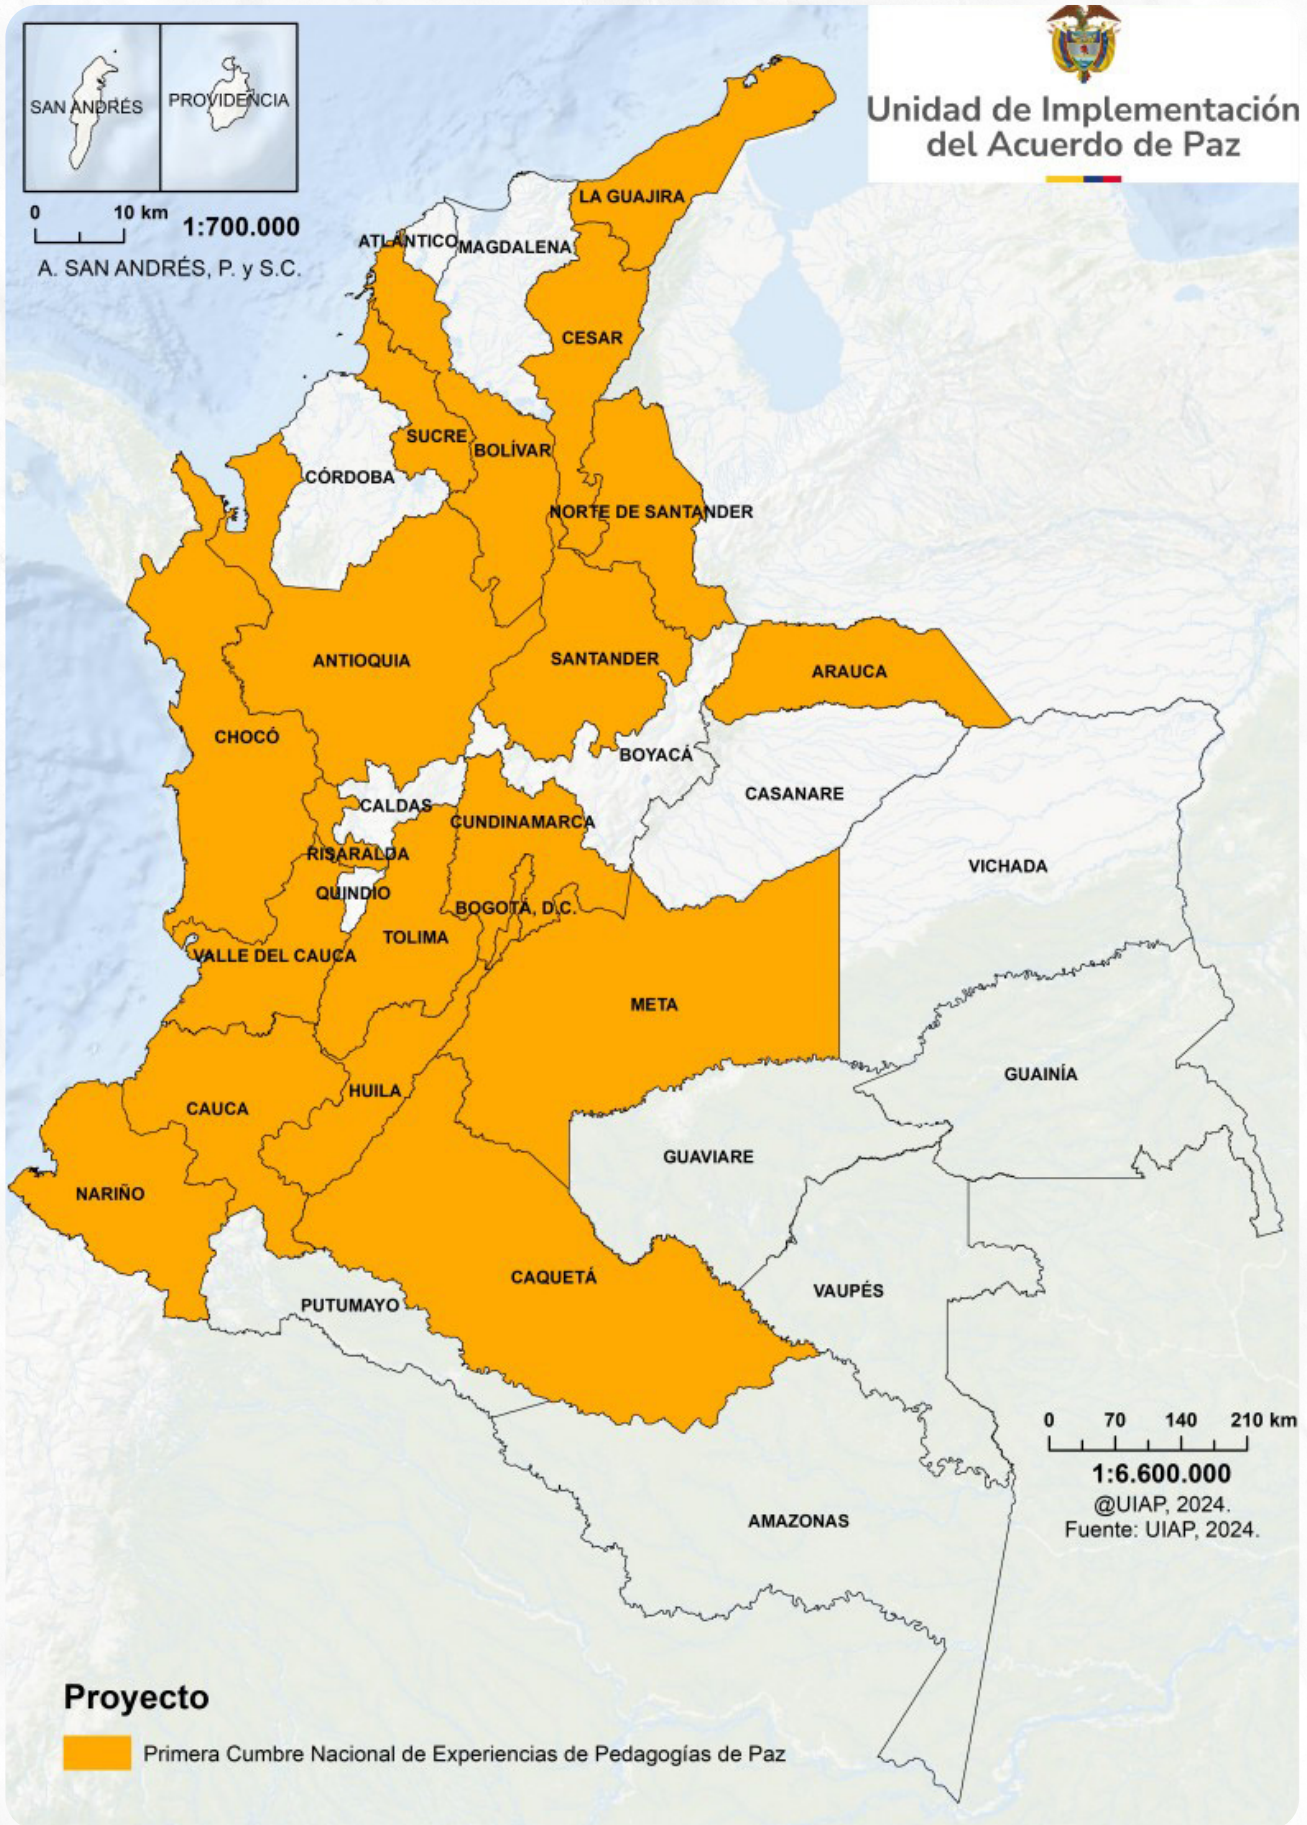 SAN ANDRÉS
PROVIDENCIA
0 10 km
1:700.000
A. SAN ANDRÉS, P. y S.C.
Unidad de Implementación
del Acuerdo de Paz
LA GUAJIRA
ATLÁNTICO
MAGDALENA
CESAR
SUCRE
BOLÍVAR
CÓRDOBA
NORTE DE SANTANDER
ANTIOQUIA
SANTANDER
ARAUCA
CHOCÓ
BOYACÁ
CASANARE
CALDAS
CUNDINAMARCA
RISARALDA
VICHADA
QUINDIO
BOGOTÁ, D.C.
TOLIMA
VALLE DEL CAUCA
META
GUAINÍA
HUILA
CAUCA
GUAVIARE
NARIÑO
CAQUETÁ
VAUPÉS
PUTUMAYO
0 70 140 210 km
1:6.600.000
@UIAP, 2024.
Fuente: UIAP, 2024.
AMAZONAS
Proyecto
Primera Cumbre Nacional de Experiencias de Pedagogías de Paz